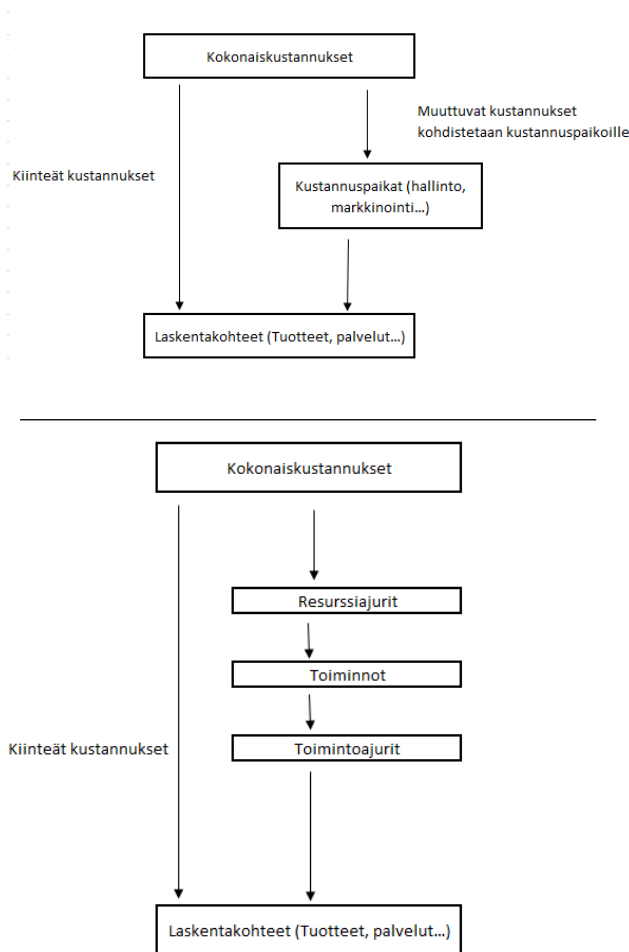 Kokonaiskustannukset
Muuttuvat kustannukset
kohdistetaan kustannuspaikoille
Kiinteät kustannukset
Kustannuspaikat (hallinto,
markkinointi...)
Laskentakohteet (Tuotteet, palvelut...)
Kokonaiskustannukset
Resurssiajurit
Toiminnot
Kiinteät kustannukset
Toimintoajurit
Laskentakohteet (Tuotteet, palvelut...)